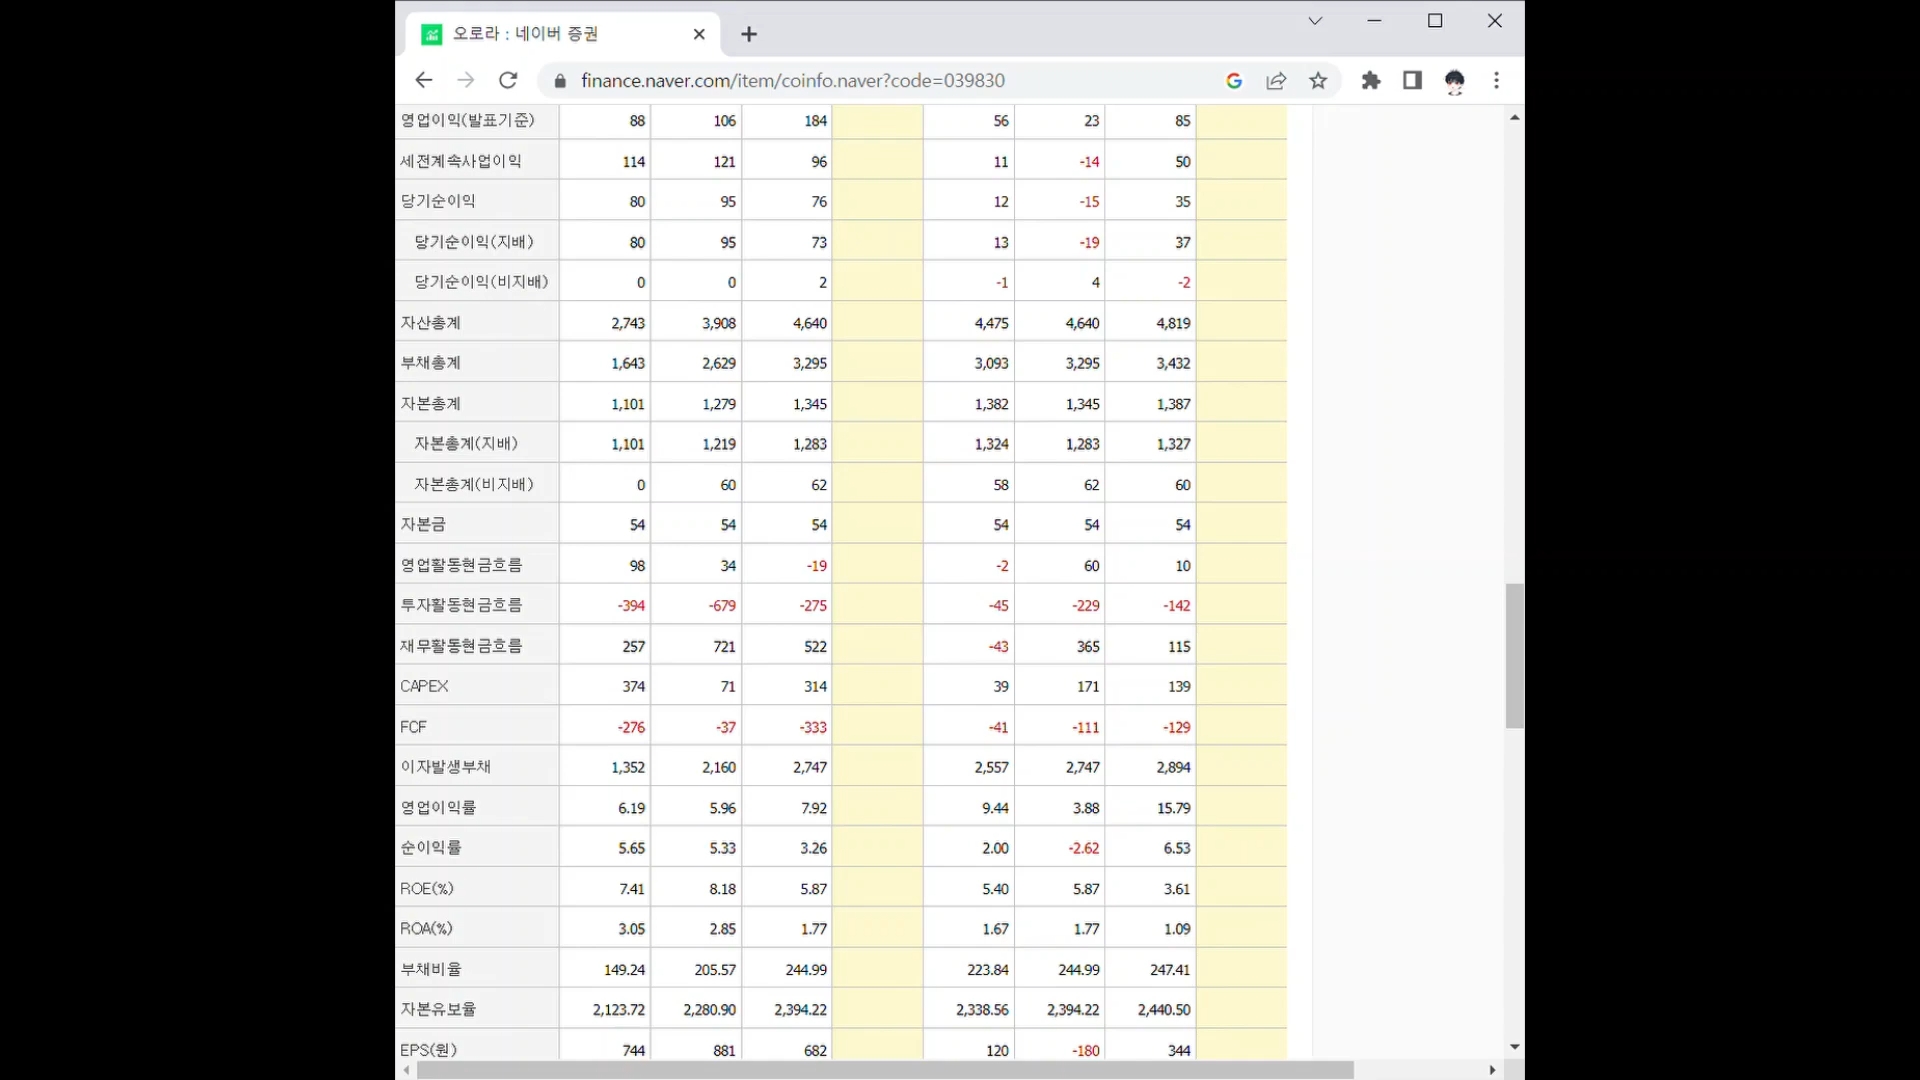 오로라 : 네이버 증권
finance.naver.com/item/coinfo.naver?code=039830
영업이익(발표기준) 88 106 184 56 23 85
세전계속사업이익 114 121 96 11 -14 50
당기순이익 80 95 76 12 -15 35
당기순이익(지배) 80 95 73 13 -19 37
당기순이익(비지배) 0 0 2 -1 4 -2
자산총계 2,743 3,908 4,640 4,475 4,640 4,819
부채총계 1,643 2,629 3,295 3,093 3,295 3,432
자본총계 1,101 1,279 1,345 1,382 1,345 1,387
자본총계(지배) 1,101 1,219 1,283 1,324 1,283 1,327
자본총계(비지배) 0 60 62 58 62 60
자본금 54 54 54 54 54 54
영업활동현금흐름 98 34 -19 -2 60 10
투자활동현금흐름 -394 -679 -275 -45 -229 -142
재무활동현금흐름 257 721 522 -43 365 115
CAPEX 374 71 314 39 171 139
FCF -276 -37 -333 -41 -111 -129
이자발생부채 1,352 2,160 2,747 2,557 2,747 2,894
영업이익률 6.19 5.96 7.92 9.44 3.88 15.79
순이익률 5.65 5.33 3.26 2.00 -2.62 6.53
ROE(%) 7.41 8.18 5.87 5.40 5.87 3.61
ROA(%) 3.05 2.85 1.77 1.67 1.77 1.09
부채비율 149.24 205.57 244.99 223.84 244.99 247.41
자본유보율 2,123.72 2,280.90 2,394.22 2,338.56 2,394.22 2,440.50
EPS(원) 744 881 682 120 -180 344